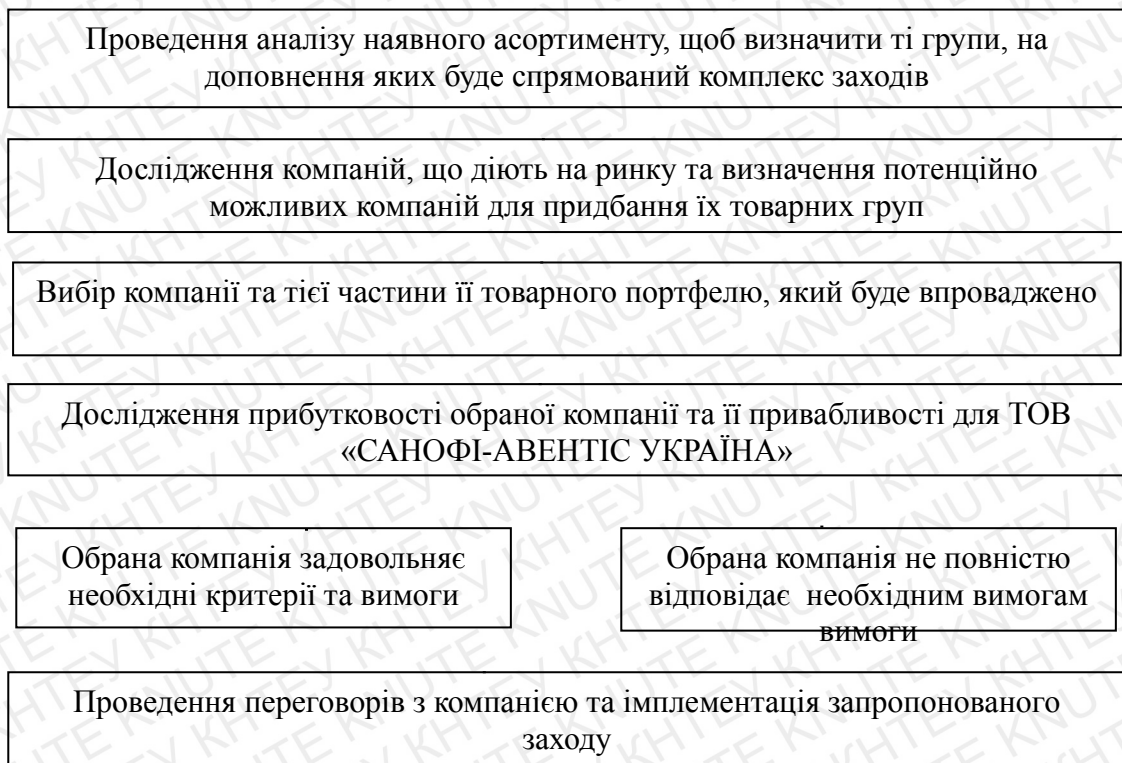 Проведення аналізу наявного асортименту, щоб визначити ті групи, на
доповнення яких буде спрямований комплекс заходів
Дослідження компаній, що діють на ринку та визначення потенційно
можливих компаній для придбання їх товарних груп
Вибір компанії та тієї частини її товарного портфелю, який буде впроваджено
Дослідження прибутковості обраної компанії та її привабливості для ТОВ
«САНОФІ-АВЕНТІС УКРАЇНА»
Обрана компанія задовольняє
необхідні критерії та вимоги
Обрана компанія не повністю
відповідає необхідним вимогам
вимоги
Проведення переговорів з компанією та імплементація запропонованого
заходу